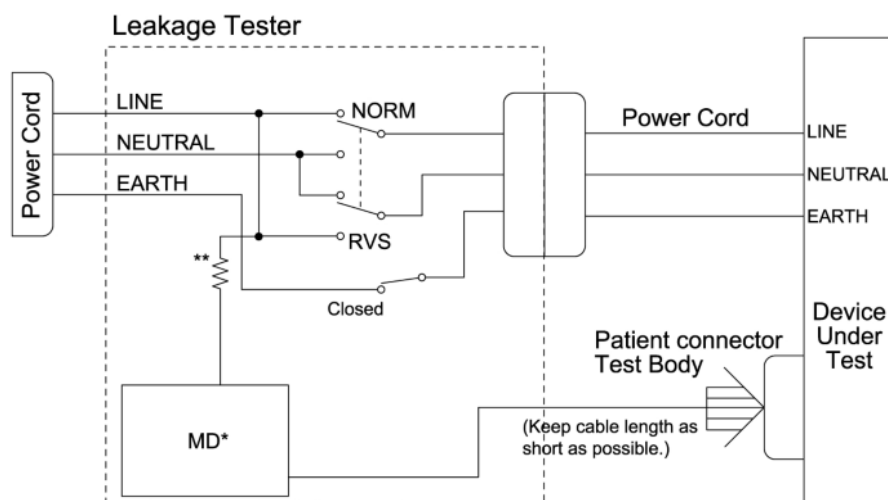 Leakage Tester
Power Cord
LINE
NEUTRAL
EARTH
NORM
RVS
**
Closed
MD*
Power Cord
LINE
NEUTRAL
EARTH
Device
Under
Test
Patient connector
Test Body
(Keep cable length as
short as possible.)